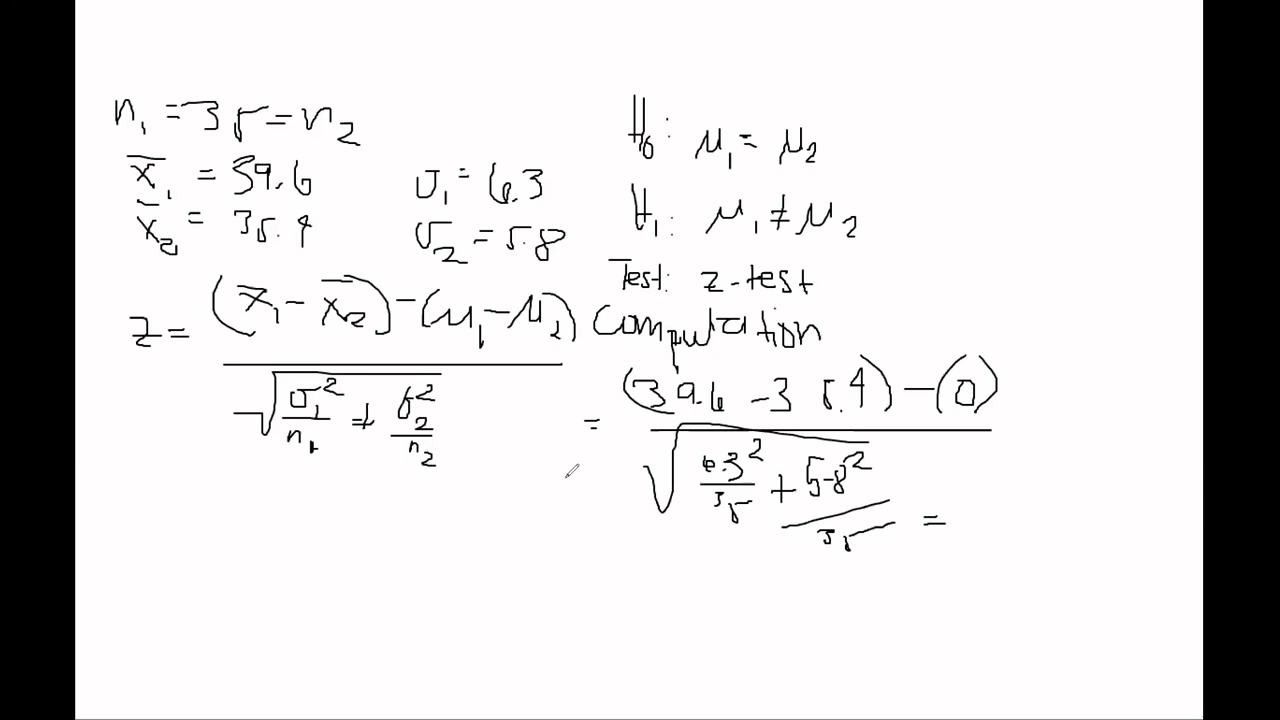 n₁ = 35 = n₂
x̄₁ = 39.6
x̄₂ = 35.4
σ₁ = 6.3
σ₂ = 5.8
z = ((x̄₁ - x̄₂) - (μ₁ - μ₂)) / √(σ₁²/n₁ + σ₂²/n₂)
H₀: μ₁ = μ₂
H₁: μ₁ ≠ μ₂
Test: z-test
Computation
= ((39.6 - 35.4) - (0)) / √(6.3²/35 + 5.8²/35) =